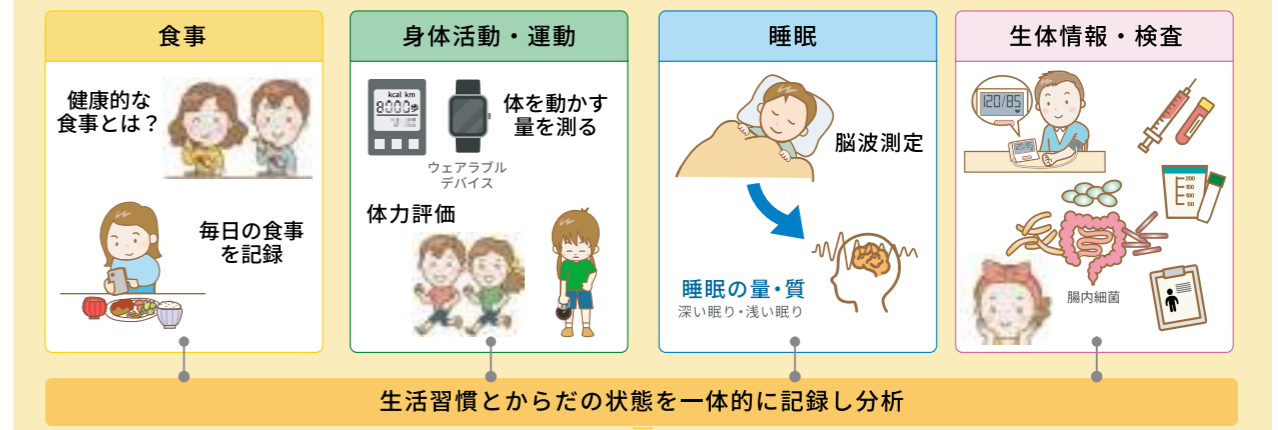 食事
健康的な
食事とは？
毎日の食事
を記録
身体活動・運動
kcal km
8000歩
体を動かす
量を測る
ウェアラブル
デバイス
体力評価
睡眠
脳波測定
睡眠の量・質
深い眠り・浅い眠り
生体情報・検査
120/85
200
150
100
50
腸内細菌
生活習慣とからだの状態を一体的に記録し分析